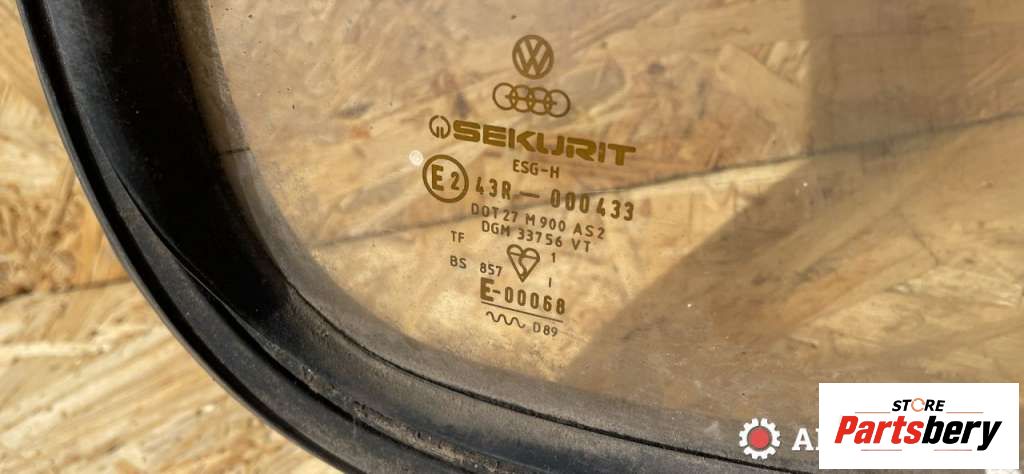 SEKURIT
ESG-H
E2 43R-000433
DOT27 M900 AS2
DGM 33756 VT
TF 1
BS 857 I
E-00068
D89
STORE
Partsbery